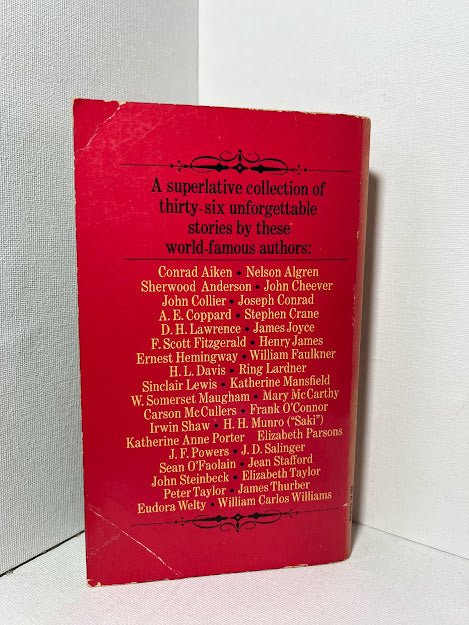 A superlative collection of
thirty-six unforgettable
stories by these
world-famous authors:
Conrad Aiken • Nelson Algren
Sherwood Anderson • John Cheever
John Collier • Joseph Conrad
A. E. Coppard • Stephen Crane
D. H. Lawrence • James Joyce
F. Scott Fitzgerald • Henry James
Ernest Hemingway • William Faulkner
H. L. Davis • Ring Lardner
Sinclair Lewis • Katherine Mansfield
W. Somerset Maugham • Mary McCarthy
Carson McCullers • Frank O'Connor
Irwin Shaw • H. H. Munro ("Saki")
Katherine Anne Porter Elizabeth Parsons
J. F. Powers • J. D. Salinger
Sean O'Faolain • Jean Stafford
John Steinbeck • Elizabeth Taylor
Peter Taylor • James Thurber
Eudora Welty • William Carlos Williams